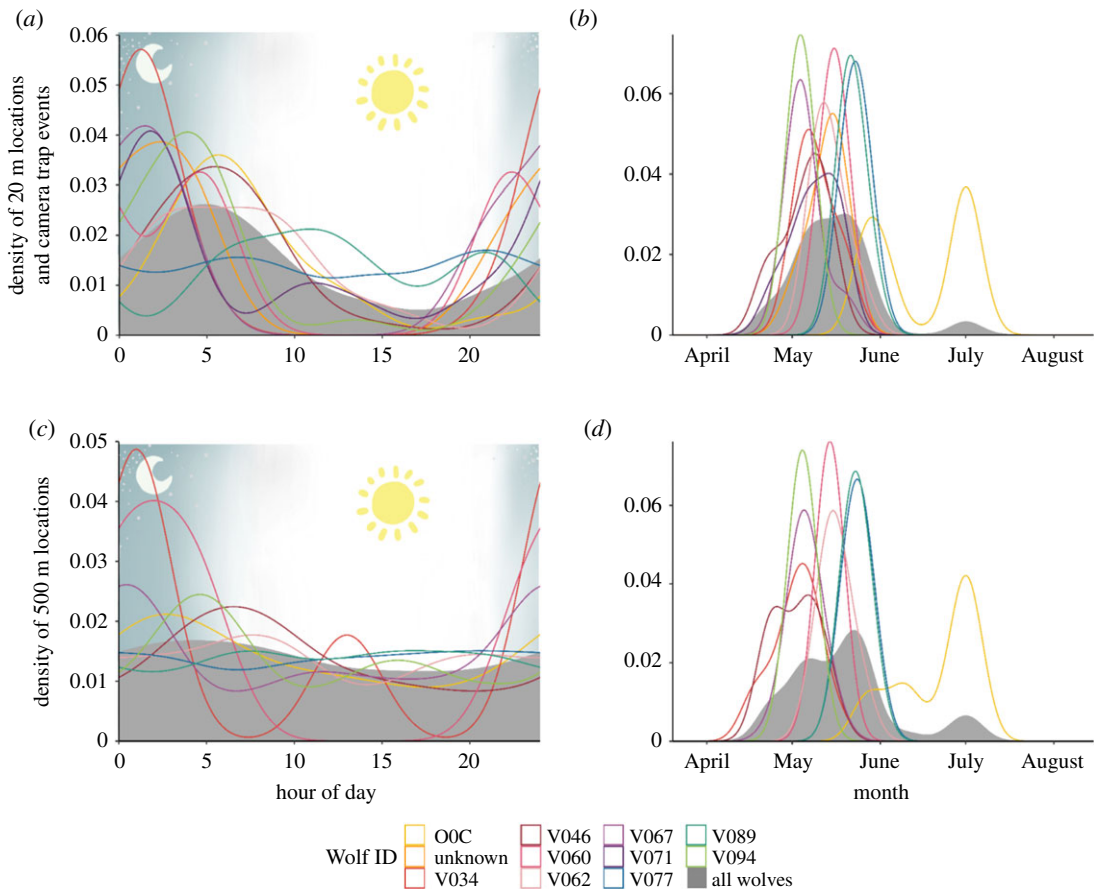 (a)
density of 20 m locations
and camera trap events
0.06
0.05
0.04
0.03
0.02
0.01
0
0 5 10 15 20
(b)
0.06
0.04
0.02
0
April May June July August
(c)
density of 500 m locations
0.05
0.04
0.03
0.02
0.01
0
0 5 10 15 20
hour of day
(d)
0.06
0.04
0.02
0
April May June July August
month
Wolf ID
O0C V046 V067 V089
unknown V060 V071 V094
V034 V062 V077 all wolves